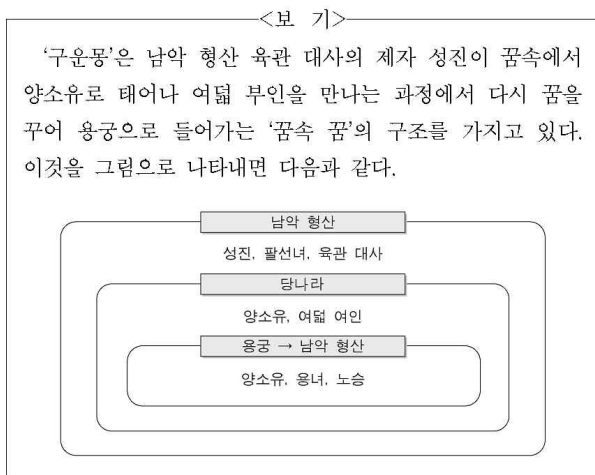 <보 기>
‘구운몽’은 남악 형산 육관 대사의 제자 성진이 꿈속에서
양소유로 태어나 여덟 부인을 만나는 과정에서 다시 꿈을
꾸어 용궁으로 들어가는 ‘꿈속 꿈’의 구조를 가지고 있다.
이것을 그림으로 나타내면 다음과 같다.
남악 형산
성진, 팔선녀, 육관 대사
당나라
양소유, 여덟 여인
용궁 → 남악 형산
양소유, 용녀, 노승